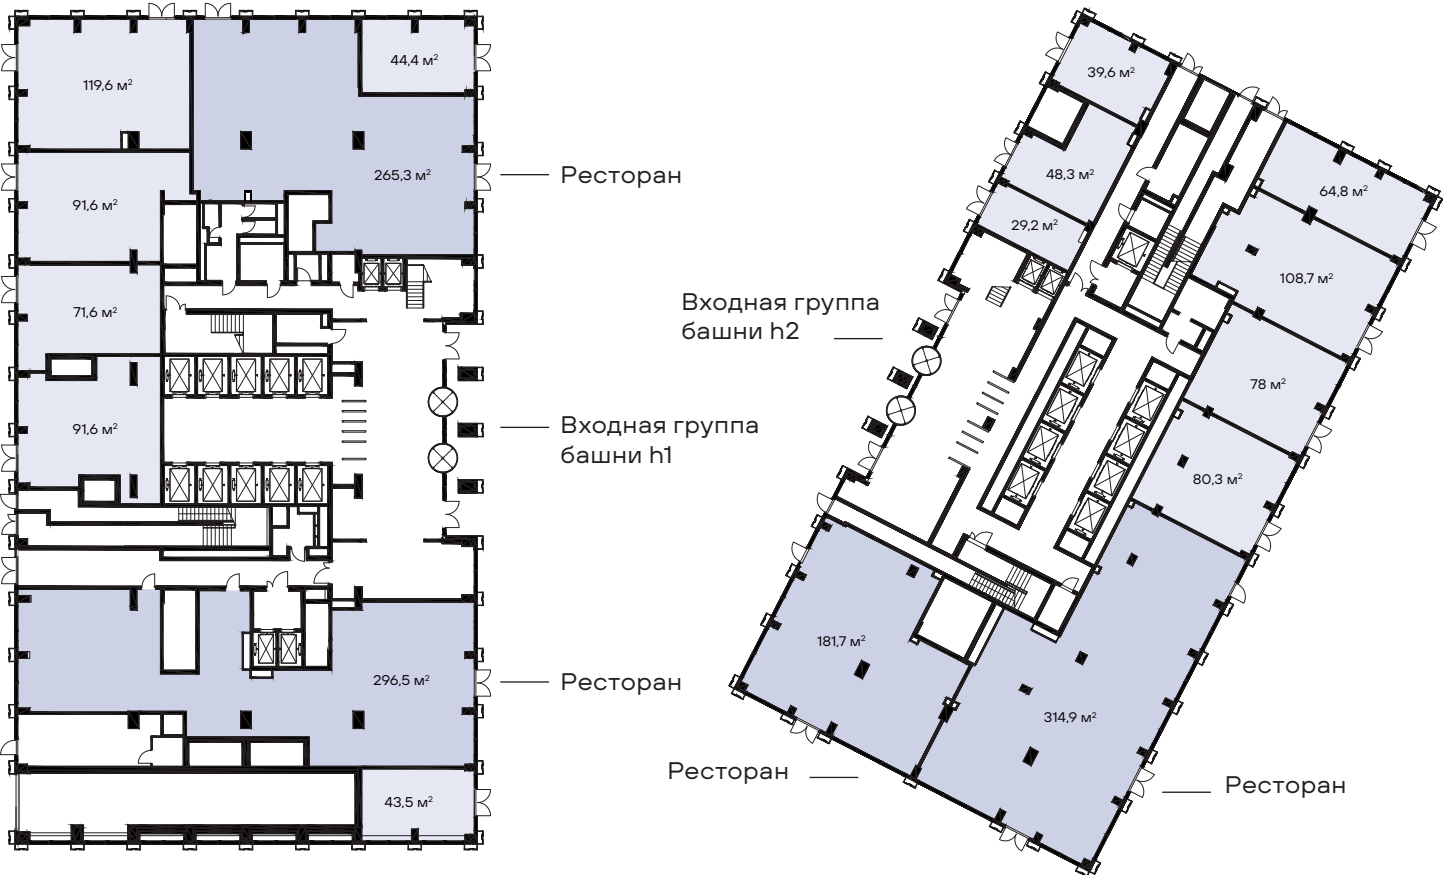 44,4 м²
119,6 м²
265,3 м²
Ресторан
91,6 м²
71,6 м²
91,6 м²
Входная группа
башни h1
296,5 м²
Ресторан
43,5 м²
39,6 м²
48,3 м²
64,8 м²
29,2 м²
108,7 м²
Входная группа
башни h2
78 м²
80,3 м²
181,7 м²
314,9 м²
Ресторан
Ресторан